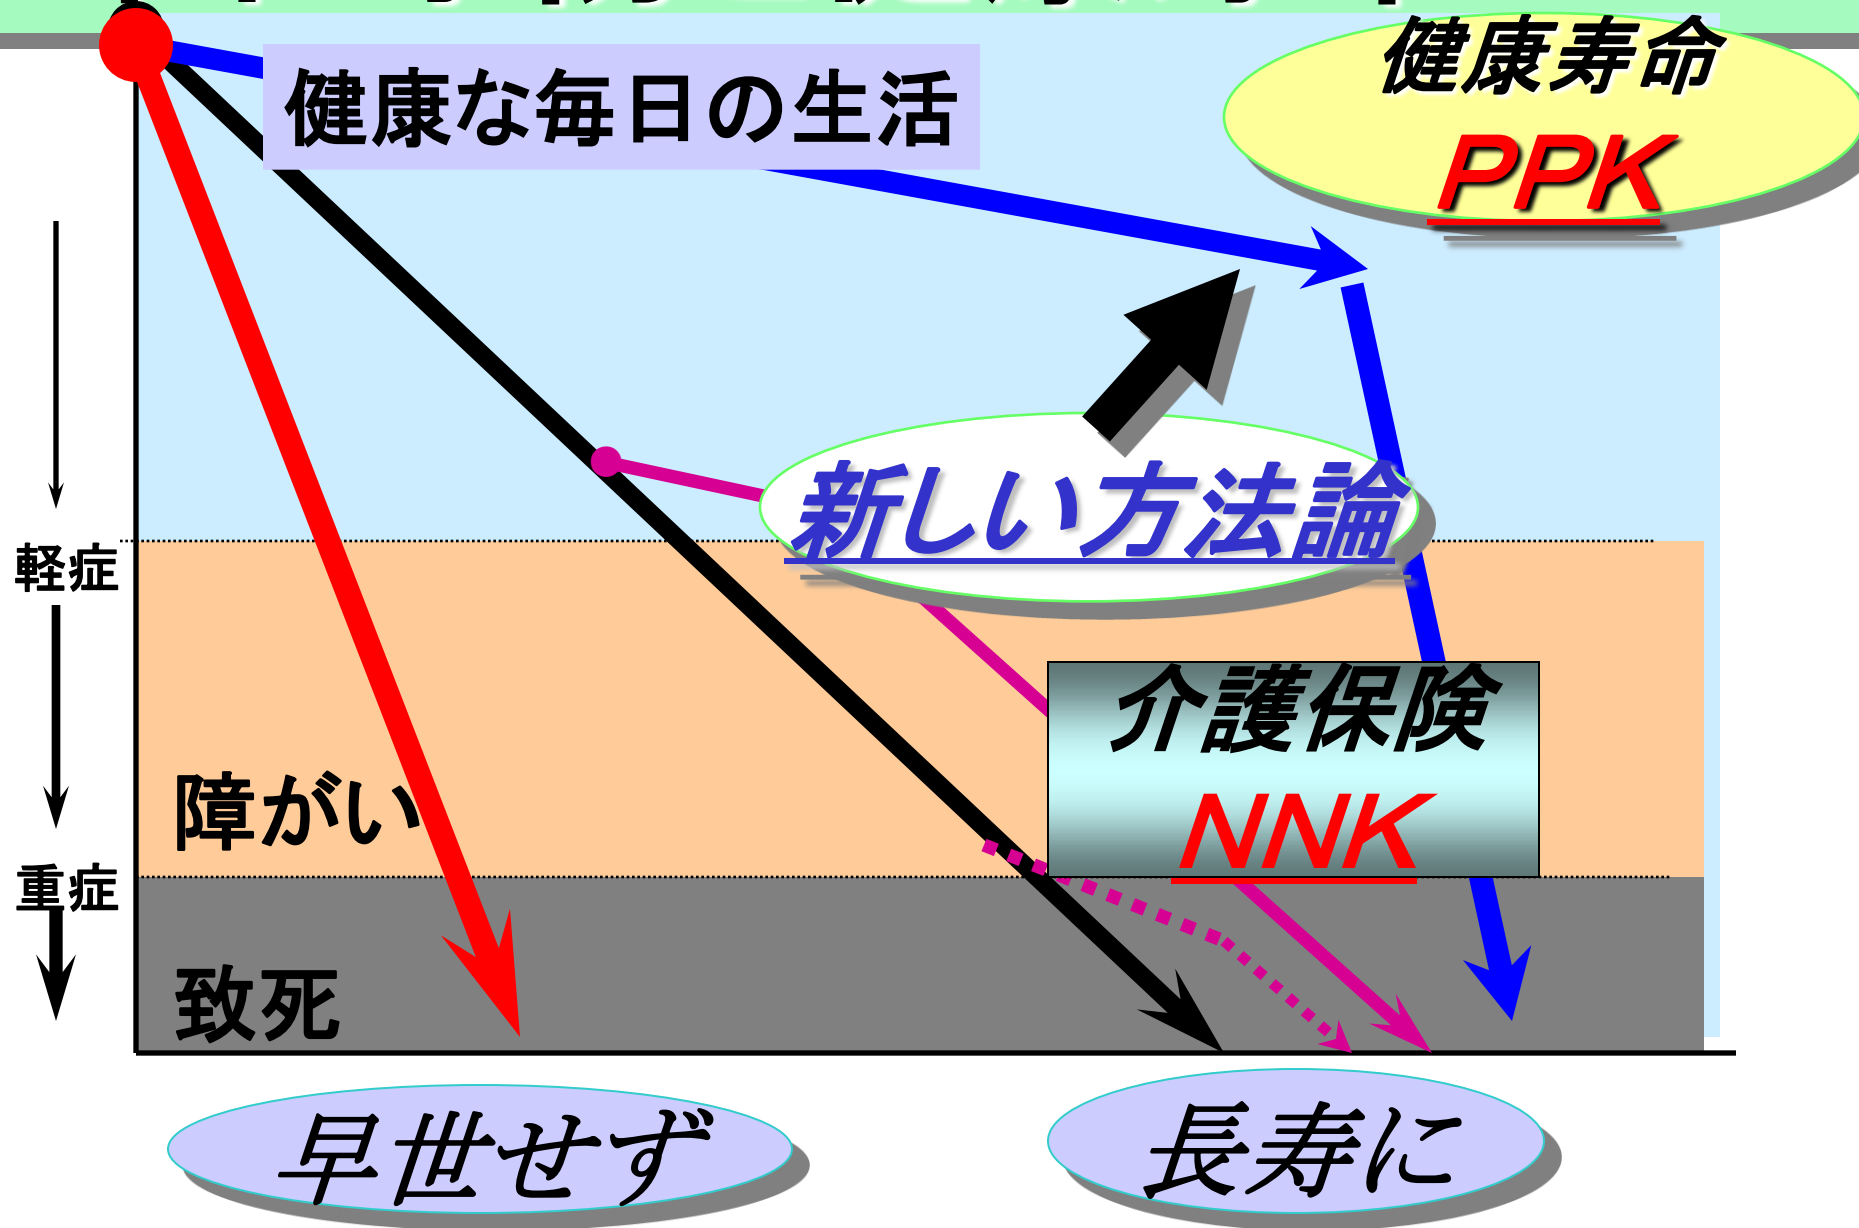 健康寿命
PPK
健康な毎日の生活
新しい方法論
軽症
介護保険
NNK
障がい
重症
致死
早世せず
長寿に